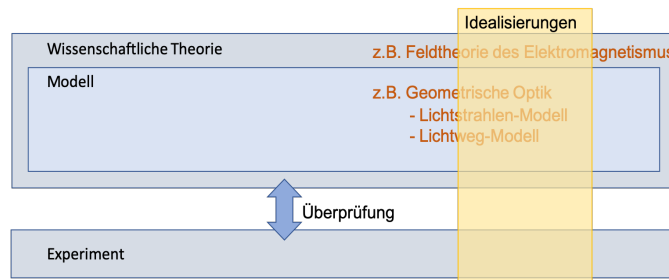 Idealisierungen
Wissenschaftliche Theorie z.B. Feldtheorie des Elektromagnetismus
Modell z.B. Geometrische Optik
- Lichtstrahlen-Modell
- Lichtweg-Modell
Überprüfung
Experiment